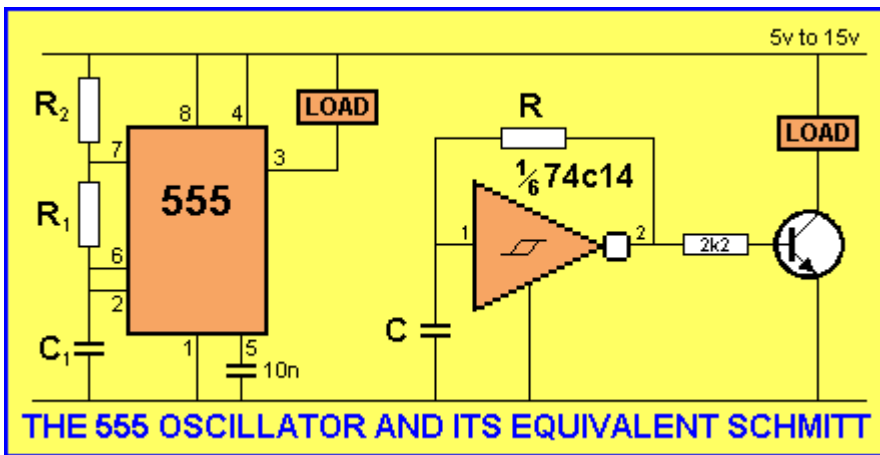 5v to 15v
R2
8
4
LOAD
R
LOAD
7
3
1/6 74c14
555
R1
1
2
2k2
6
2
C1
1
5
10n
C
THE 555 OSCILLATOR AND ITS EQUIVALENT SCHMITT